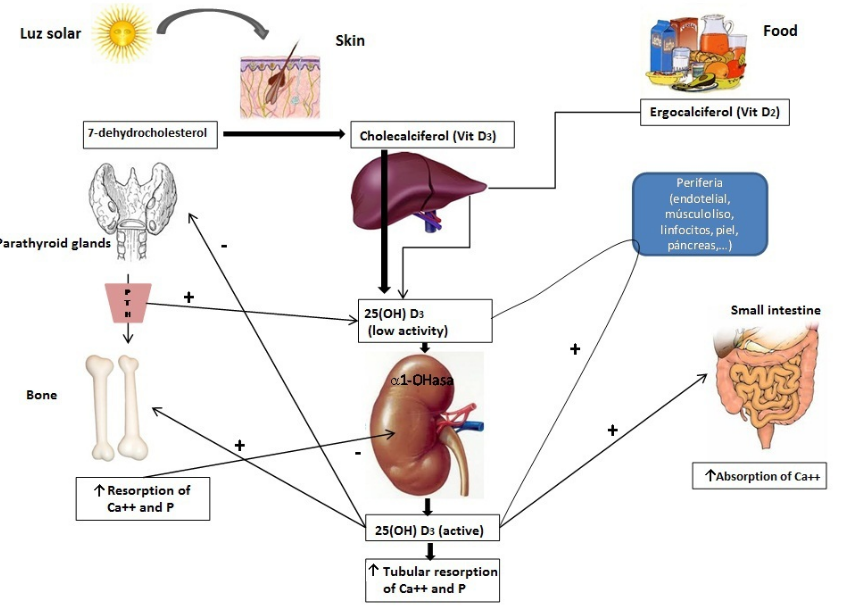 Luz solar
Skin
Food
7-dehydrocholesterol
Cholecalciferol (Vit D3)
Ergocalciferol (Vit D2)
Periferia
(endotelial,
músculo liso,
linfocitos, piel,
páncreas,...)
Parathyroid glands
-
P
T
H
+
25(OH) D3
(low activity)
Small intestine
α1-OHasa
+
Bone
+
+
-
↑ Resorption of
Ca++ and P
↑Absorption of Ca++
25(OH) D3 (active)
↑ Tubular resorption
of Ca++ and P